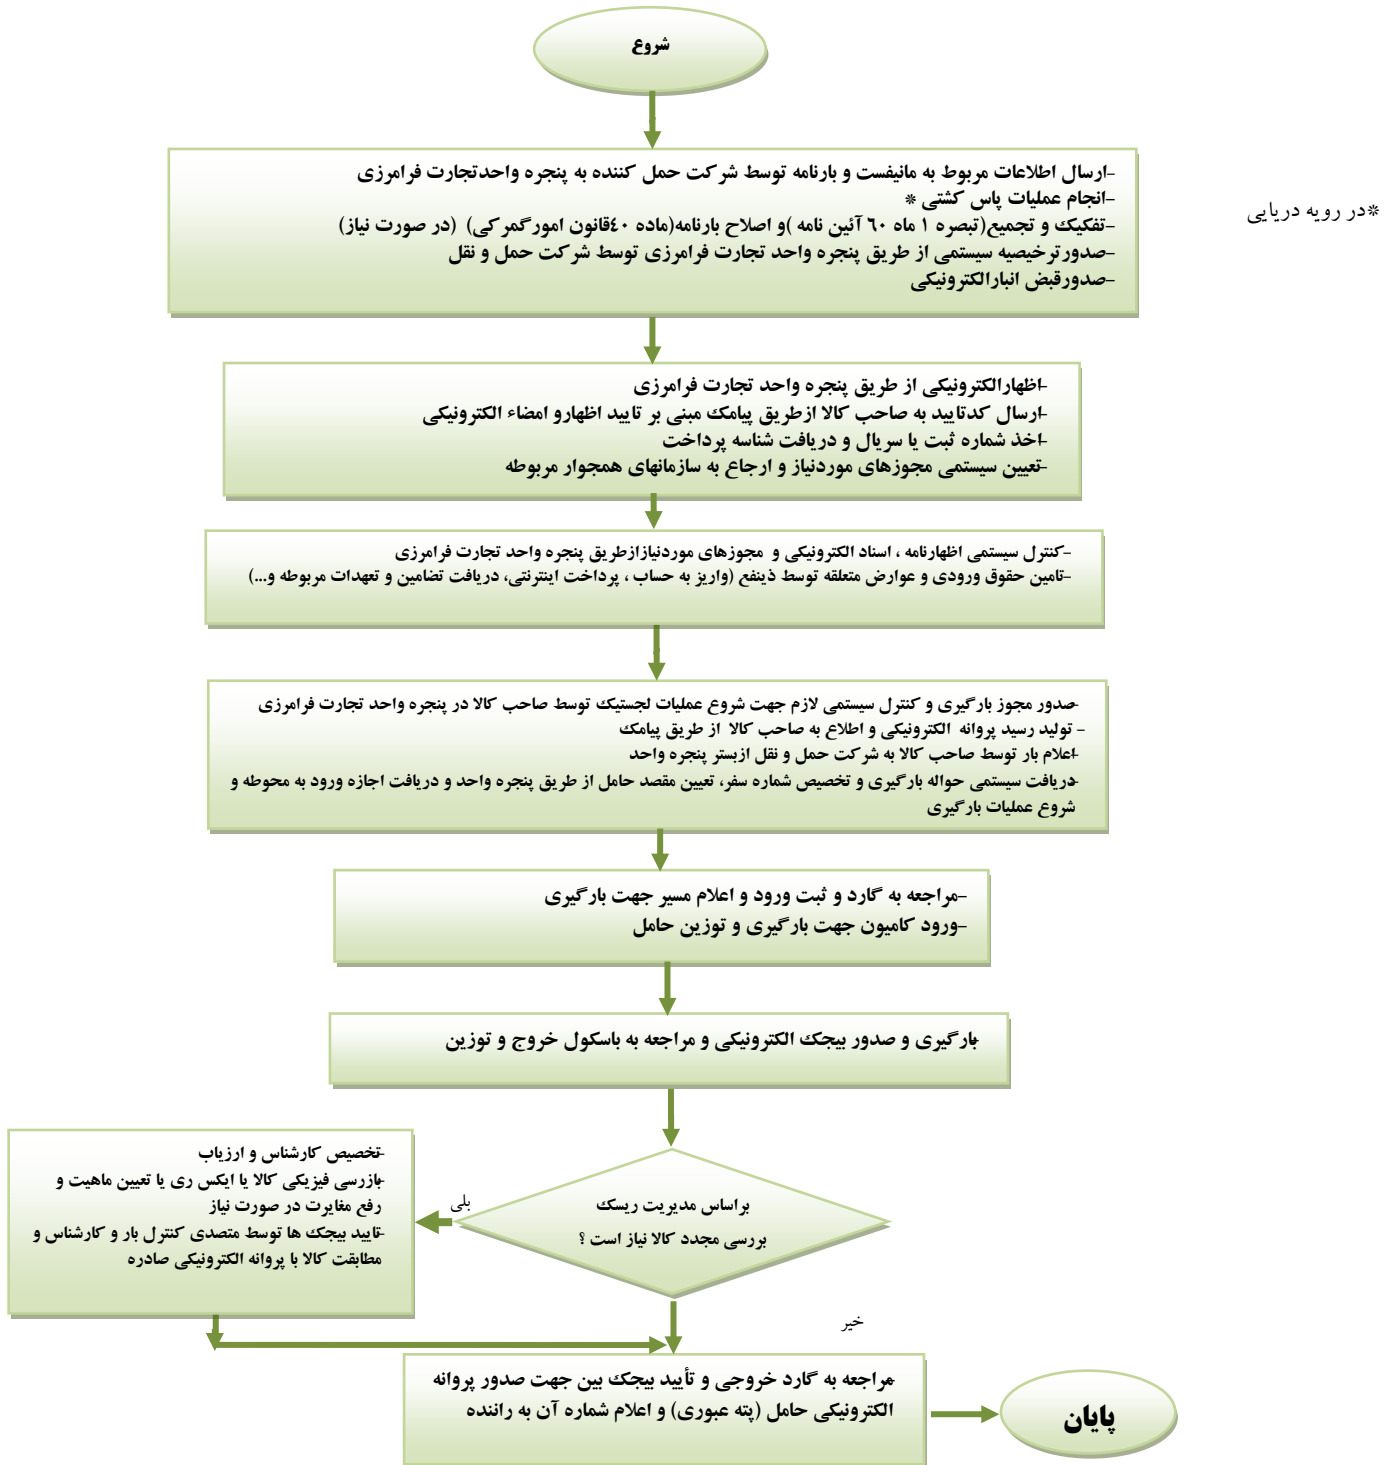 شروع
-ارسال اطلاعات مربوط به مانیفست و بارنامه توسط شرکت حمل کننده به پنجره واحدتجارت فرامرزی
-انجام عملیات پاس کشتی *
-تفکیک و تجمیع(تبصره ۱ ماه ٦٠ آئین نامه )و اصلاح بارنامه(ماده ٤٠قانون امورگمرکی) (در صورت نیاز)
-صدورترخیصیه سیستمی از طریق پنجره واحد تجارت فرامرزی توسط شرکت حمل و نقل
-صدورقبض انبارالکترونیکی
*در رویه دریایی
-اظهارالکترونیکی از طریق پنجره واحد تجارت فرامرزی
-ارسال کدتایید به صاحب کالا ازطریق پیامک مبنی بر تایید اظهارو امضاء الکترونیکی
-اخذ شماره ثبت یا سریال و دریافت شناسه پرداخت
-تعیین سیستمی مجوزهای موردنیاز و ارجاع به سازمانهای همجوار مربوطه
-کنترل سیستمی اظهارنامه ، اسناد الکترونیکی و مجوزهای موردنیازازطریق پنجره واحد تجارت فرامرزی
-تامین حقوق ورودی و عوارض متعلقه توسط ذینفع (واریز به حساب ، پرداخت اینترنتی، دریافت تضامین و تعهدات مربوطه و...)
-صدور مجوز بارگیری و کنترل سیستمی لازم جهت شروع عملیات لجستیک توسط صاحب کالا در پنجره واحد تجارت فرامرزی
- تولید رسید پروانه الکترونیکی و اطلاع به صاحب کالا از طریق پیامک
-اعلام بار توسط صاحب کالا به شرکت حمل و نقل ازبستر پنجره واحد
-دریافت سیستمی حواله بارگیری و تخصیص شماره سفر، تعیین مقصد حامل از طریق پنجره واحد و دریافت اجازه ورود به محوطه و
شروع عملیات بارگیری
-مراجعه به گارد و ثبت ورود و اعلام مسیر جهت بارگیری
-ورود کامیون جهت بارگیری و توزین حامل
-بارگیری و صدور بیجک الکترونیکی و مراجعه به باسکول خروج و توزین
براساس مدیریت ریسک
بررسی مجدد کالا نیاز است ؟
بلی
-تخصیص کارشناس و ارزیاب
-بازرسی فیزیکی کالا یا ایکس ری یا تعیین ماهیت و
رفع مغایرت در صورت نیاز
-تایید بیجک ها توسط متصدی کنترل بار و کارشناس و
مطابقت کالا با پروانه الکترونیکی صادره
خیر
-مراجعه به گارد خروجی و تأیید بیجک بین جهت صدور پروانه
الکترونیکی حامل (پته عبوری) و اعلام شماره آن به راننده
پایان